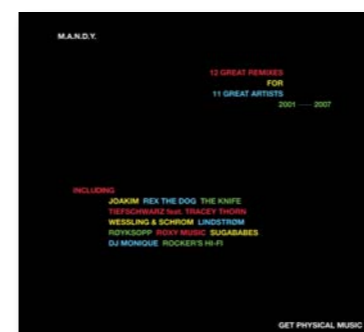 M.A.N.D.Y.
12 GREAT REMIXES
FOR
11 GREAT ARTISTS
2001 —— 2007
INCLUDING
JOAKIM REX THE DOG THE KNIFE
TIEFSCHWARZ feat. TRACEY THORN
WESSLING & SCHROM LINDSTRØM
RØYKSOPP ROXY MUSIC SUGABABES
DJ MONIQUE ROCKER'S HI-FI
GET PHYSICAL MUSIC